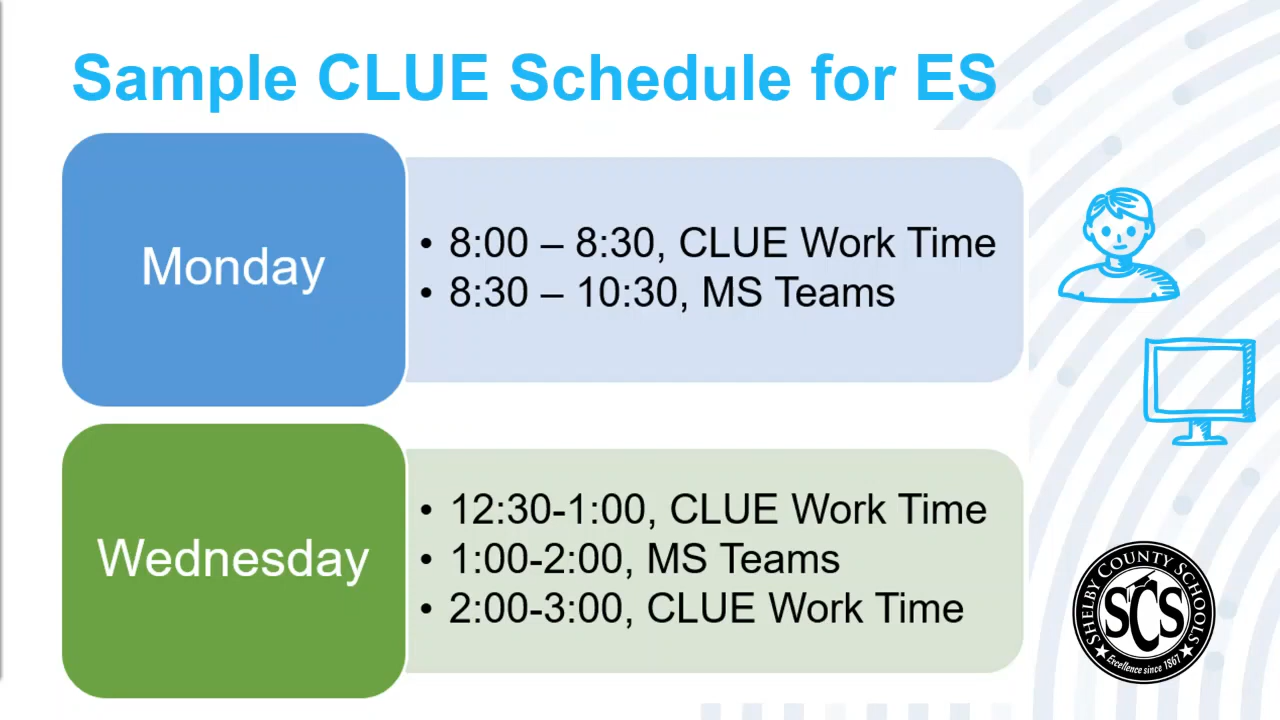 Sample CLUE Schedule for ES
Monday
• 8:00 – 8:30, CLUE Work Time
• 8:30 – 10:30, MS Teams
Wednesday
• 12:30-1:00, CLUE Work Time
• 1:00-2:00, MS Teams
• 2:00-3:00, CLUE Work Time
SHELBY COUNTY SCHOOLS
SCS
Excellence since 1867